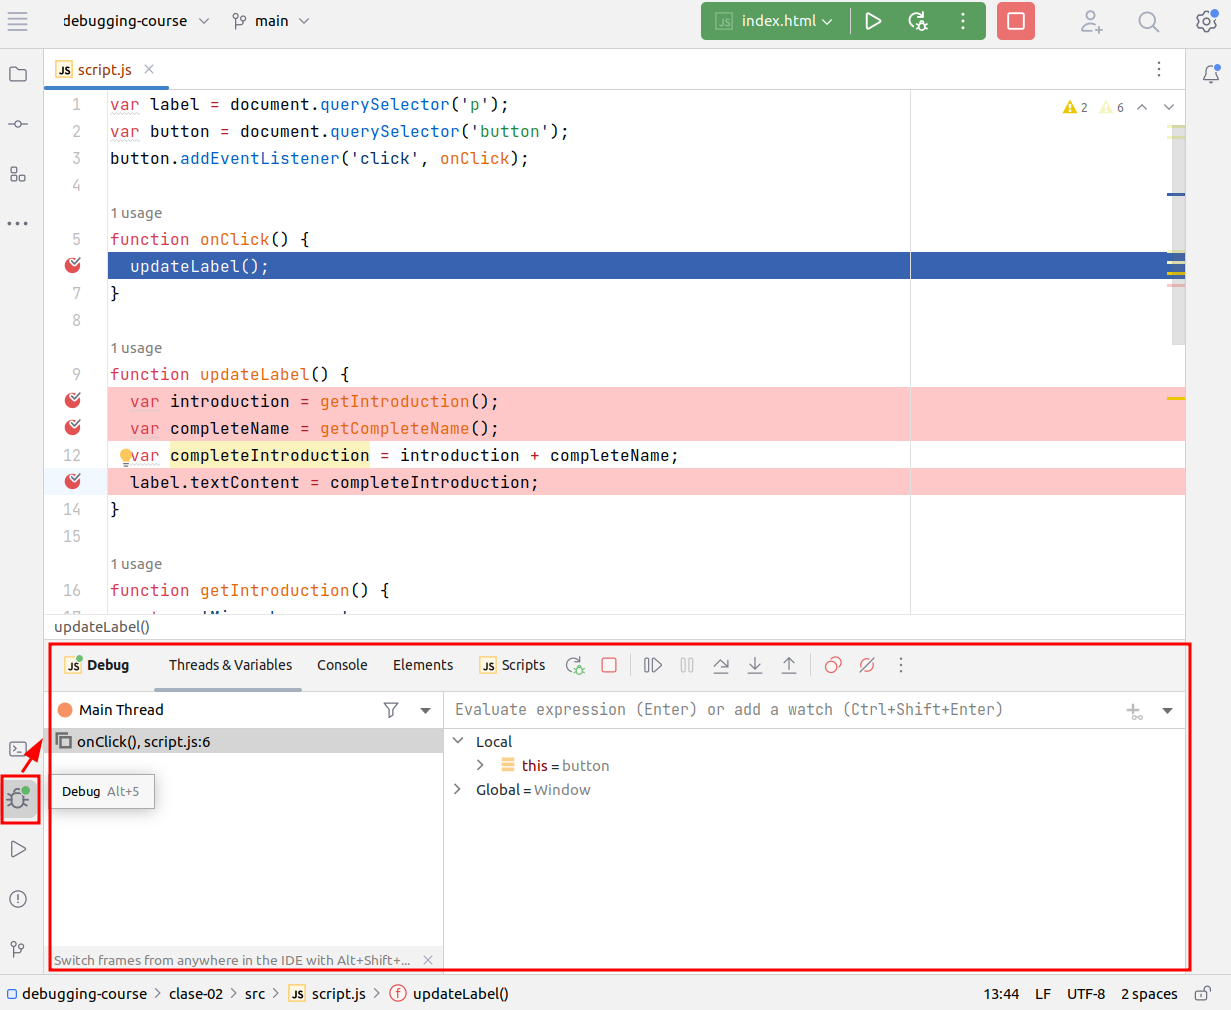 debugging-course main index.html
JS script.js
1 var label = document.querySelector('p');
2 var button = document.querySelector('button');
3 button.addEventListener('click', onClick);
4
2 6
1 usage
5 function onClick() {
updateLabel();
7 }
8
1 usage
9 function updateLabel() {
var introduction = getIntroduction();
var completeName = getCompleteName();
12 var completeIntroduction = introduction + completeName;
label.textContent = completeIntroduction;
14 }
15
1 usage
16 function getIntroduction() {
updateLabel()
JS Debug Threads & Variables Console Elements JS Scripts
Main Thread
Evaluate expression (Enter) or add a watch (Ctrl+Shift+Enter)
onClick(), script.js:6
Local
this = button
Global = Window
Debug Alt+5
Switch frames from anywhere in the IDE with Alt+Shift+...
debugging-course > clase-02 > src > JS script.js > f updateLabel()
13:44 LF UTF-8 2 spaces